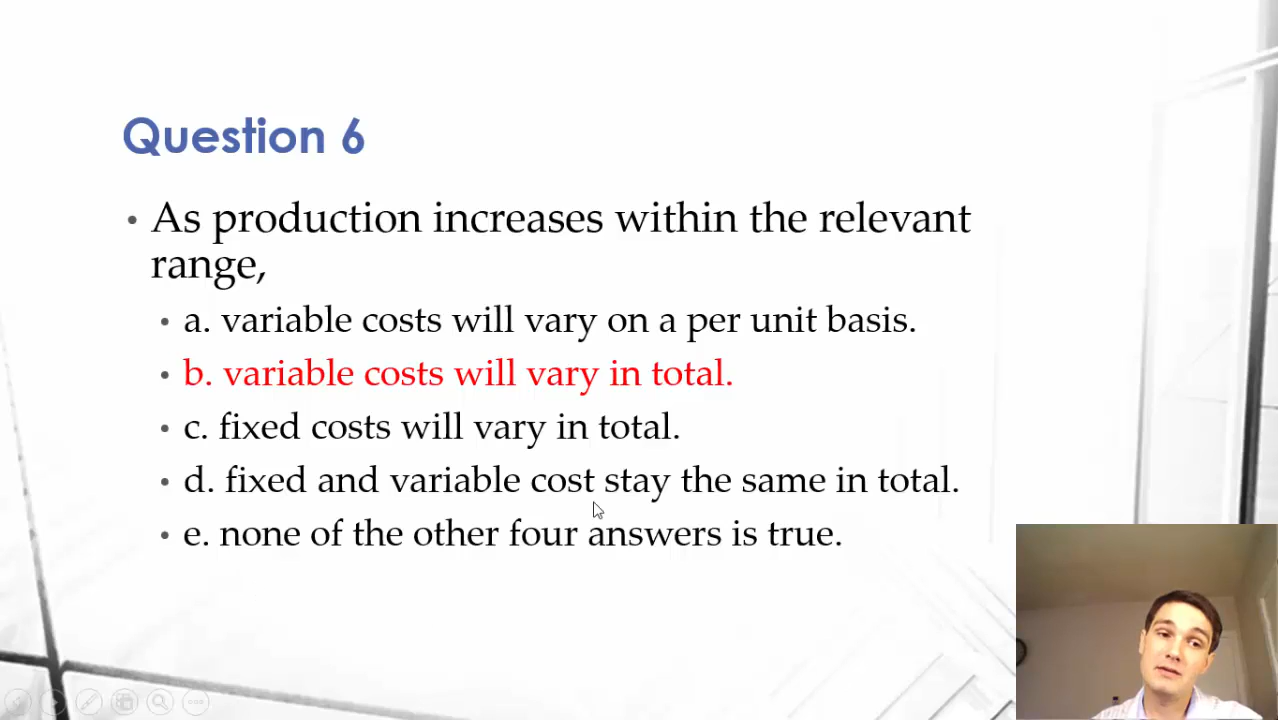 Question 6
• As production increases within the relevant
range,
• a. variable costs will vary on a per unit basis.
• b. variable costs will vary in total.
• c. fixed costs will vary in total.
• d. fixed and variable cost stay the same in total.
• e. none of the other four answers is true.